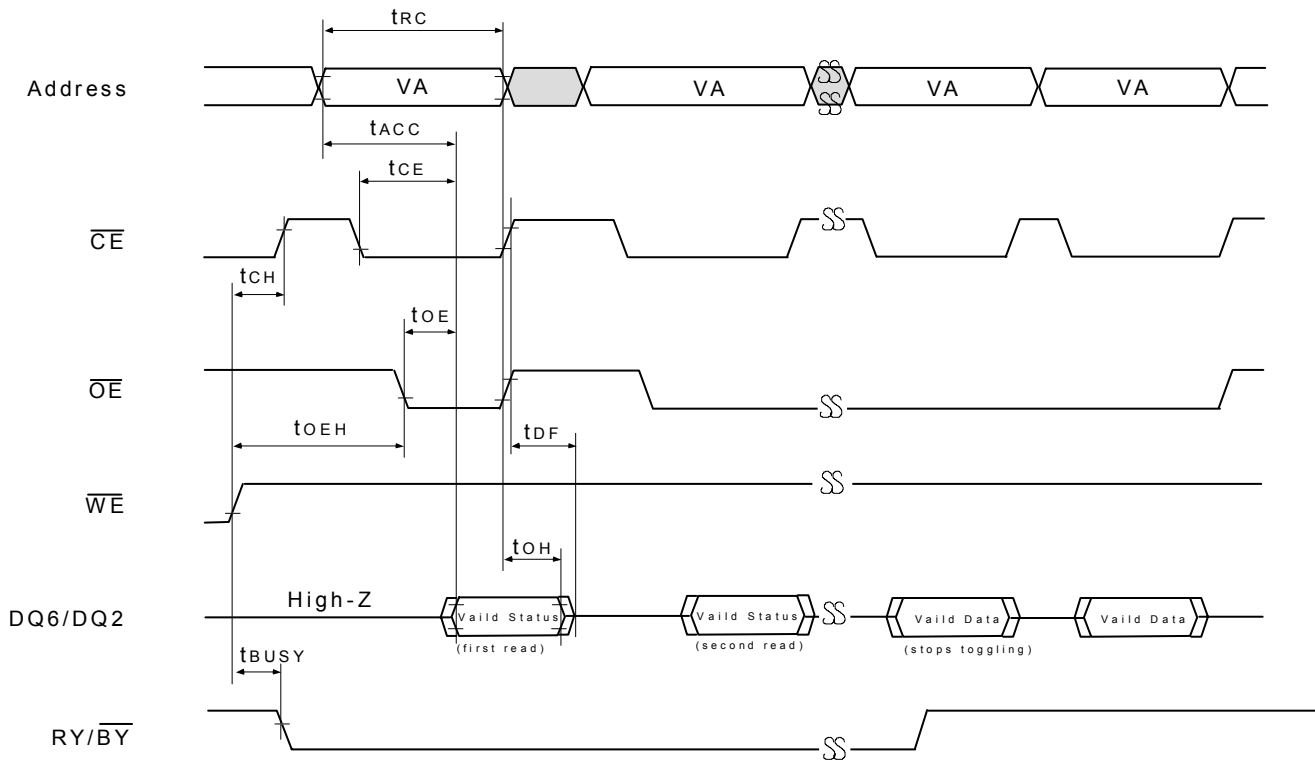 tRC
Address
VA
VA
VA
VA
tACC
tCE
CE
tCH
tOE
OE
tOEH
tDF
WE
tOH
High-Z
DQ6/DQ2
Vaild Status
Vaild Status
Vaild Data
Vaild Data
(first read)
(second read)
(stops toggling)
tBUSY
RY/BY